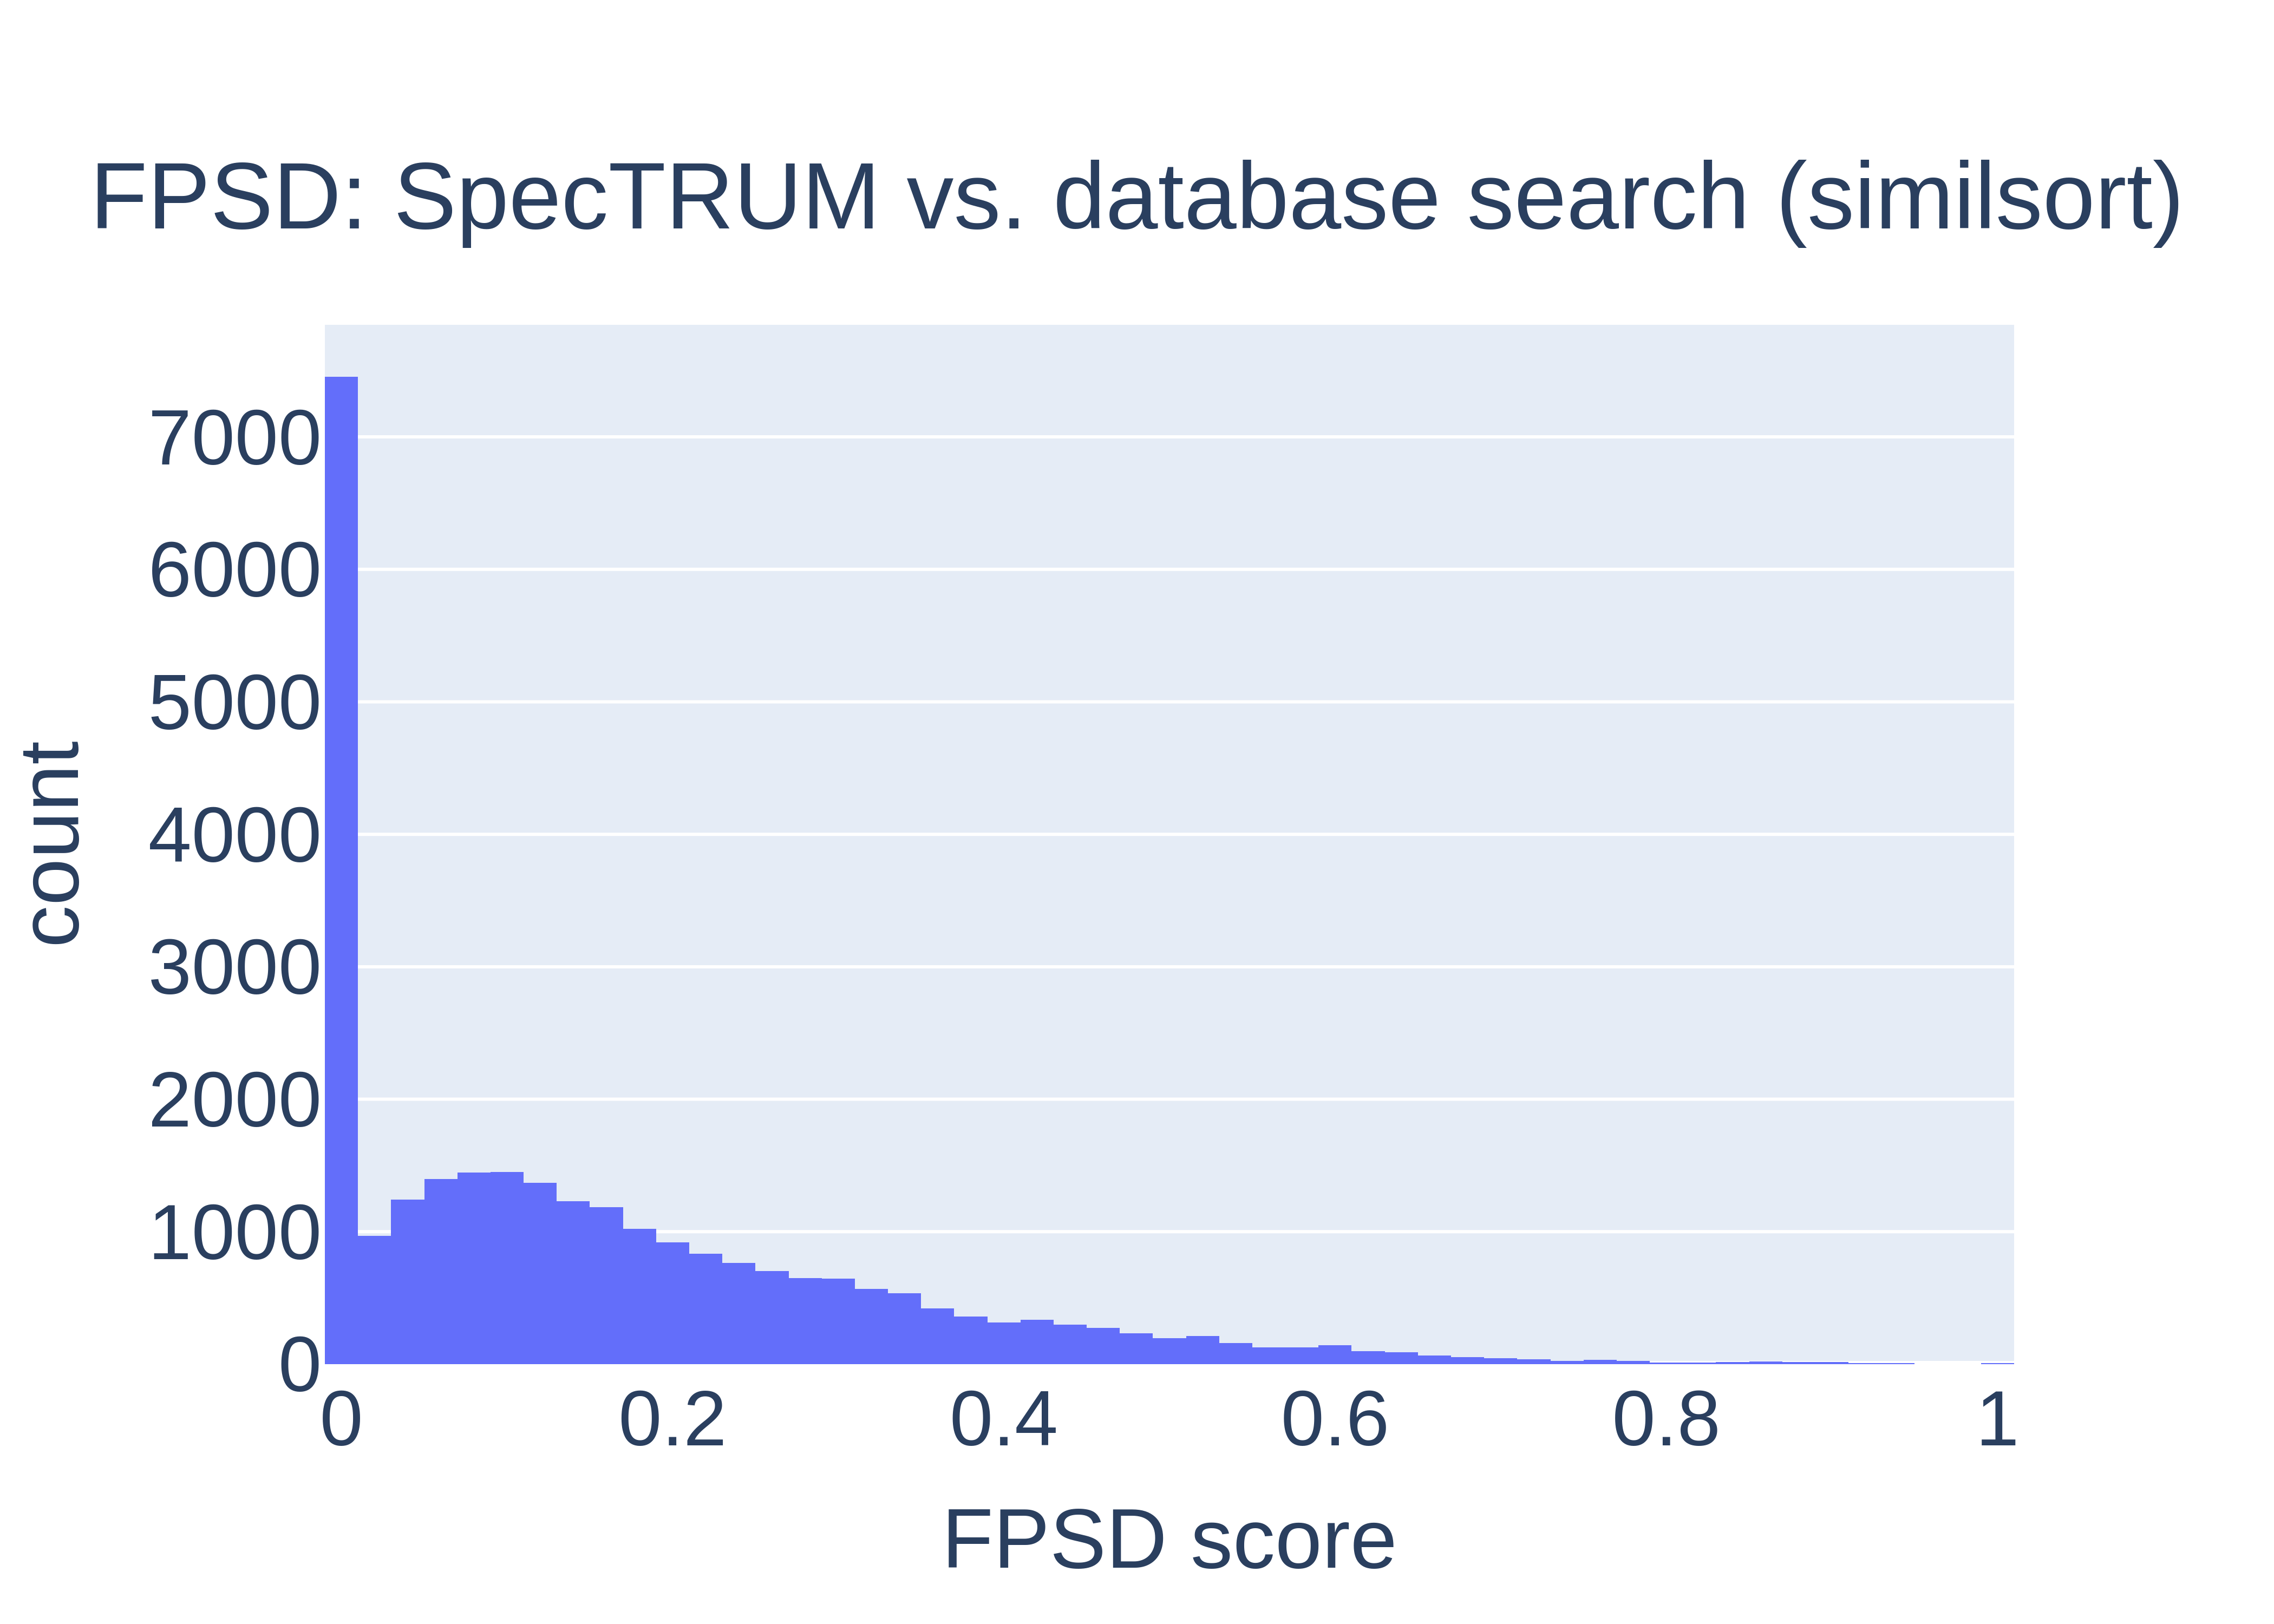 FPSD: SpecTRUM vs. database search (similsort)
7000
6000
5000
4000
3000
2000
1000
0
count
0 0.2 0.4 0.6 0.8 1
FPSD score